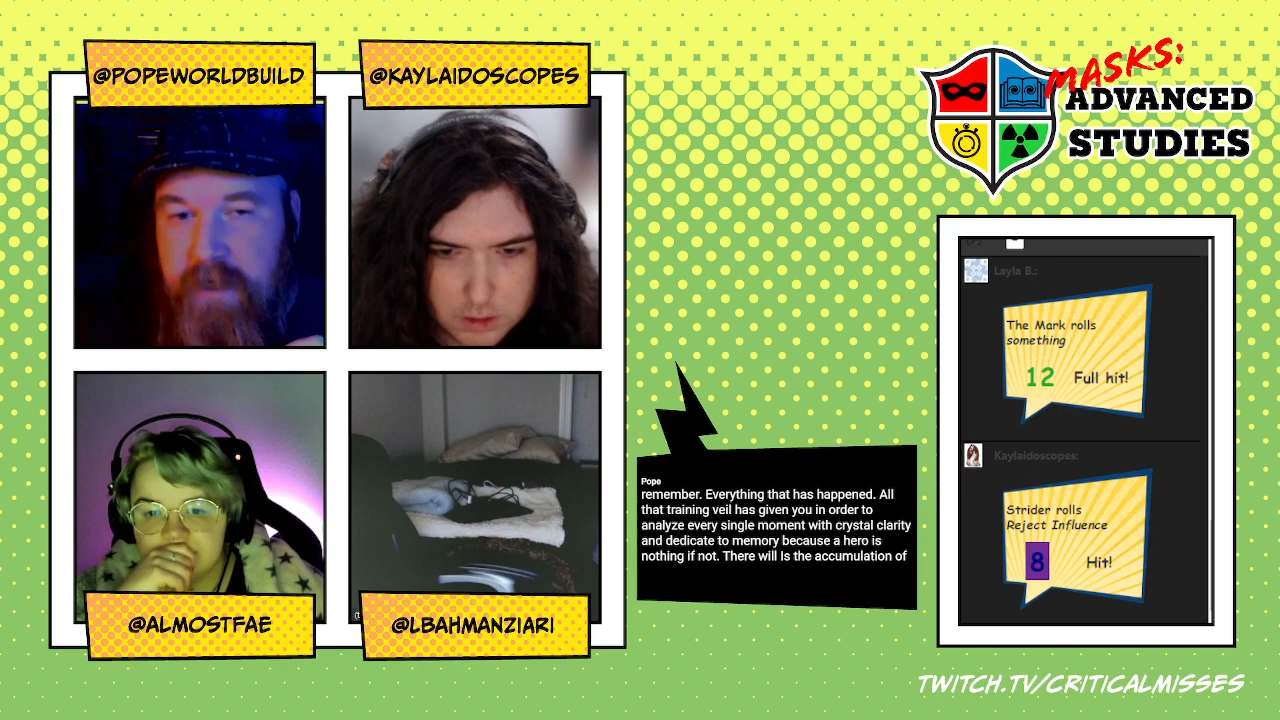 @POPEWORLDBUILD
@KAYLAIDOSCOPES
MASKS:
ADVANCED
STUDIES
Layla B.:
The Mark rolls
something
12 Full hit!
Kaylaidoscopes:
Strider rolls
Reject Influence
8 Hit!
Pope
remember. Everything that has happened. All
that training veil has given you in order to
analyze every single moment with crystal clarity
and dedicate to memory because a hero is
nothing if not. There will Is the accumulation of
@ALMOSTFAE
@LBAHMANZIARI
TWITCH.TV/CRITICALMISSES